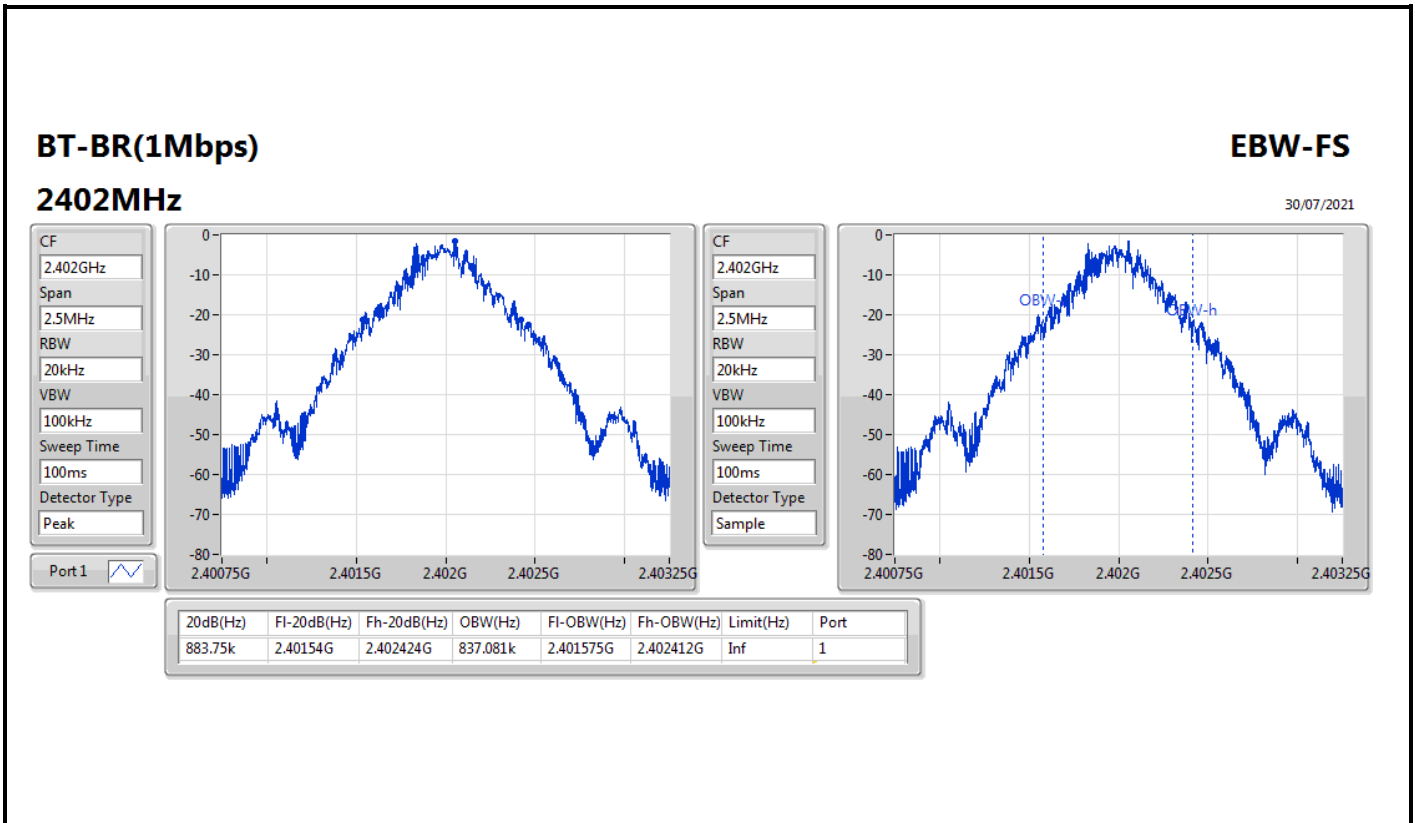 BT-BR(1Mbps)
EBW-FS
2402MHz
30/07/2021
CF
2.402GHz
Span
2.5MHz
RBW
20kHz
VBW
100kHz
Sweep Time
100ms
Detector Type
Peak
Port 1
0
-10
-20
-30
-40
-50
-60
-70
-80
2.40075G 2.4015G 2.402G 2.4025G 2.40325G
CF
2.402GHz
Span
2.5MHz
RBW
20kHz
VBW
100kHz
Sweep Time
100ms
Detector Type
Sample
0
-10
-20
-30
-40
-50
-60
-70
-80
OBW-
OBW-h
2.40075G 2.4015G 2.402G 2.4025G 2.40325G
20dB(Hz) Fl-20dB(Hz) Fh-20dB(Hz) OBW(Hz) Fl-OBW(Hz) Fh-OBW(Hz) Limit(Hz) Port
883.75k 2.40154G 2.402424G 837.081k 2.401575G 2.402412G Inf 1